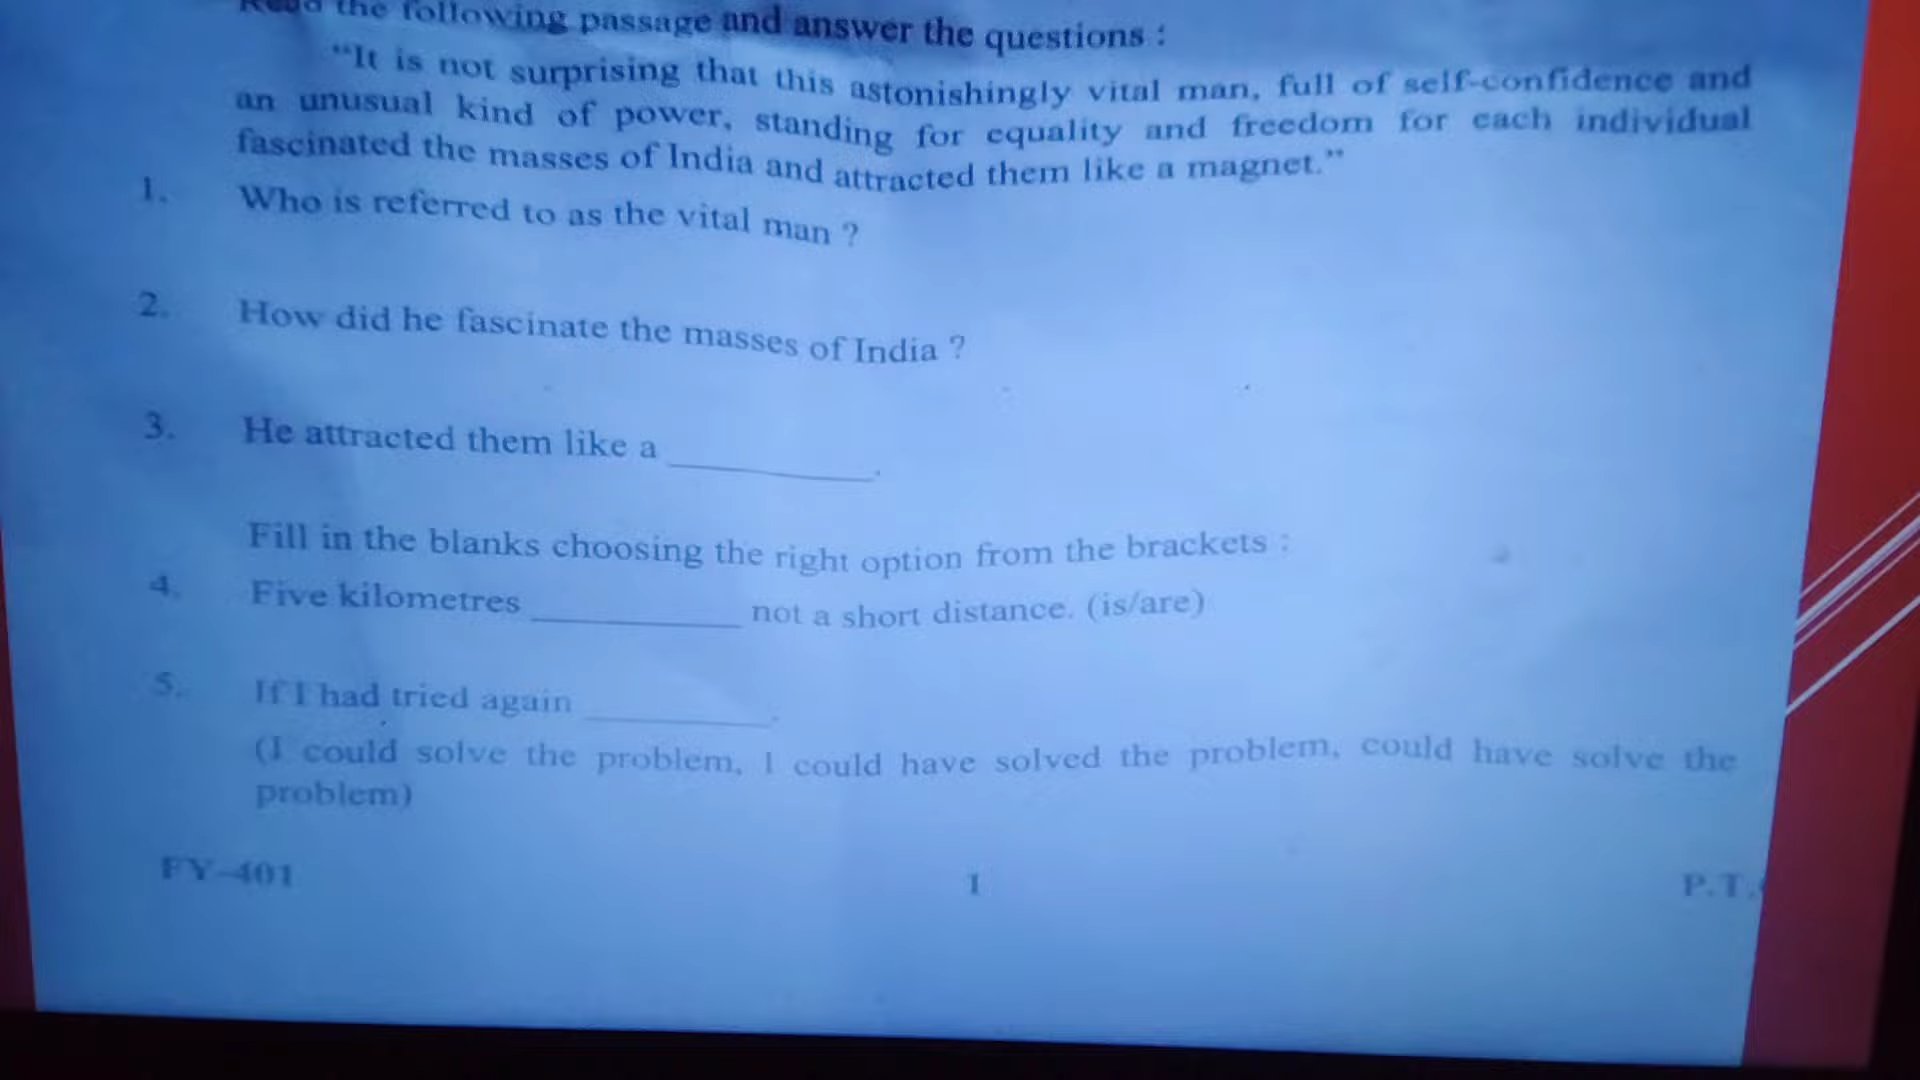 Read the following passage and answer the questions :
"It is not surprising that this astonishingly vital man, full of self-confidence and
an unusual kind of power, standing for equality and freedom for each individual
fascinated the masses of India and attracted them like a magnet."
1. Who is referred to as the vital man ?
2. How did he fascinate the masses of India ?
3. He attracted them like a ________.
Fill in the blanks choosing the right option from the brackets :
4. Five kilometres ________ not a short distance. (is/are)
5. If I had tried again ________.
(I could solve the problem, I could have solved the problem, could have solve the
problem)
FY-401 1 P.T.